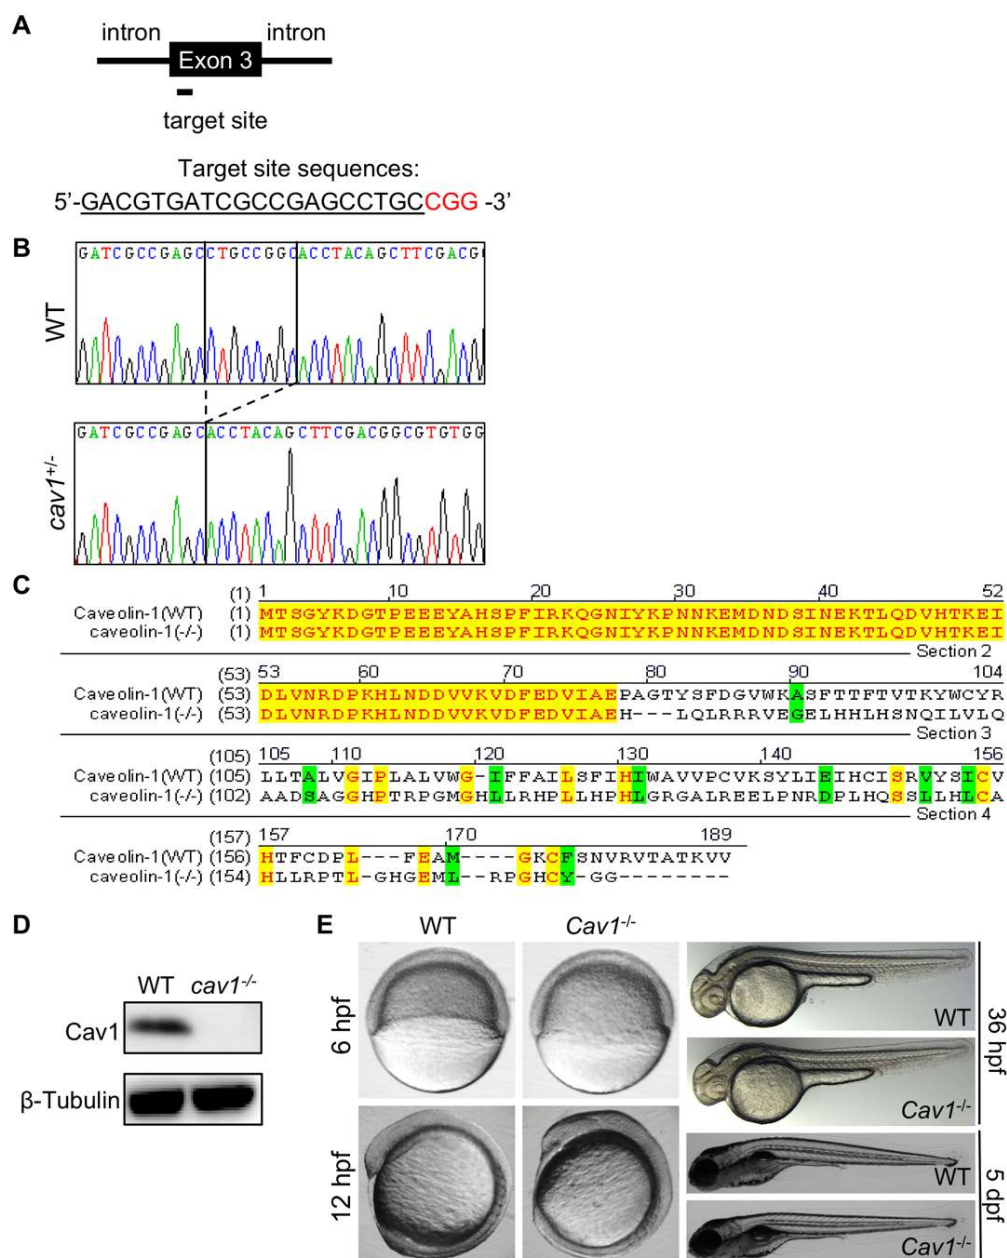 A
intron
intron
Exon 3
target site
Target site sequences:
5'-GACGTGATCGCCGAGCCTGCCGG -3'
B
WT
GATCGCCGAGCCTGCCGGCACCTACAGCTTCGACG
cav1+/-
GATCGCCGAGCACCTACAGCTTCGACGGCGTGTGG
C
(1) 1 10 20 30 40 52
Caveolin-1(WT) (1) MTSGYKDGTPEEEYAHSPFIRKQGNIYKPNNKEMDNDSINEKTLQDVHTKEI
caveolin-1(-/-) (1) MTSGYKDGTPEEEYAHSPFIRKQGNIYKPNNKEMDNDSINEKTLQDVHTKEI
Section 2
(53) 53 60 70 80 90 104
Caveolin-1(WT) (53) DLVNRDPKHLNDDVVKVDFEDVIAEPAGTYSFDGVWKASFTTFTVTKYWCYR
caveolin-1(-/-) (53) DLVNRDPKHLNDDVVKVDFEDVIAEH---LQLRRRVEGELHHLHSNQILVLQ
Section 3
(105) 105 110 120 130 140 156
Caveolin-1(WT) (105) LLTALVGIPLALVWG-IFFAILSFIHIWAVVPCVKSYLIEIHCISRVYSICV
caveolin-1(-/-) (102) AADSAGGHPTRPGMGHLLRHPLLHPHLGRGALREELPNRDPLHQSSLLHLCA
Section 4
(157) 157 170 189
Caveolin-1(WT) (156) HTFCDPL---FEAM----GKCFSNVRVTATKVV
caveolin-1(-/-) (154) HLLRPTL-GHGEML--RPGHCY-GG--------
D
WT cav1-/-
Cav1
β-Tubulin
E
WT
Cav1-/-
6 hpf
12 hpf
WT
Cav1-/-
36 hpf
WT
Cav1-/-
5 dpf